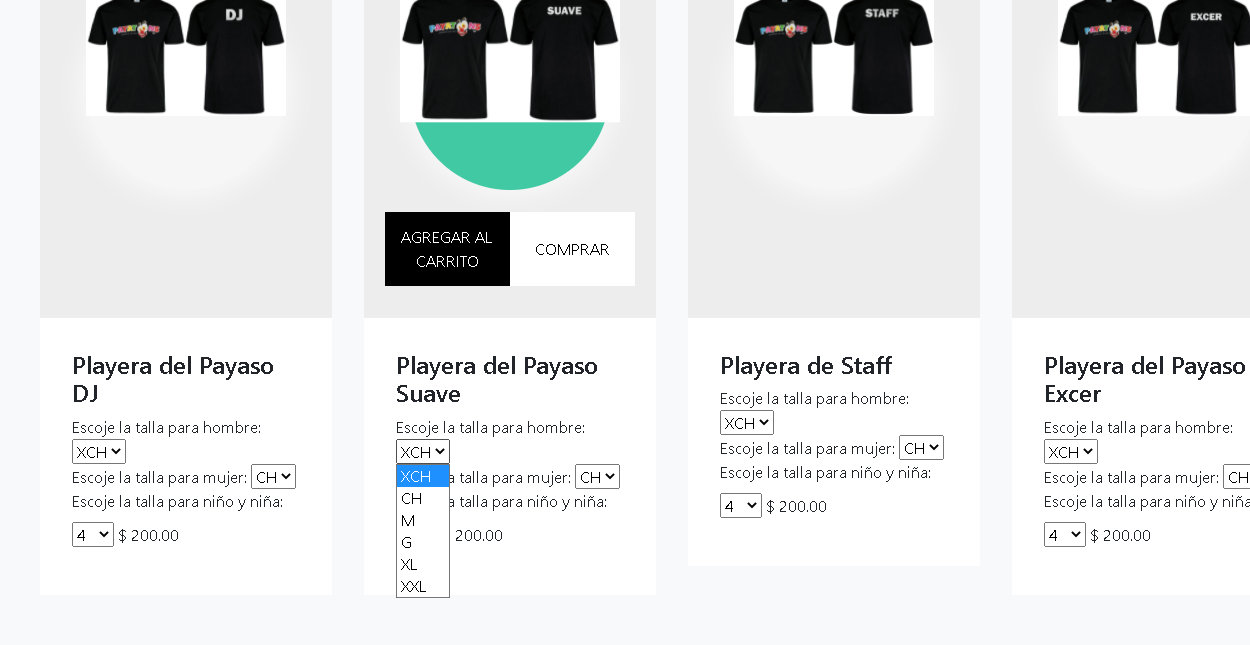 DJ
SUAVE
STAFF
EXCER
AGREGAR AL
CARRITO
COMPRAR
Playera del Payaso
DJ
Escoje la talla para hombre:
XCH
Escoje la talla para mujer: CH
Escoje la talla para niño y niña:
4 $ 200.00
Playera del Payaso
Suave
Escoje la talla para hombre:
XCH
XCH
a talla para mujer: CH
CH
a talla para niño y niña:
M
G
200.00
XL
XXL
Playera de Staff
Escoje la talla para hombre:
XCH
Escoje la talla para mujer: CH
Escoje la talla para niño y niña:
4 $ 200.00
Playera del Payaso
Excer
Escoje la talla para hombre:
XCH
Escoje la talla para mujer: CH
Escoje la talla para niño y niña
4 $ 200.00